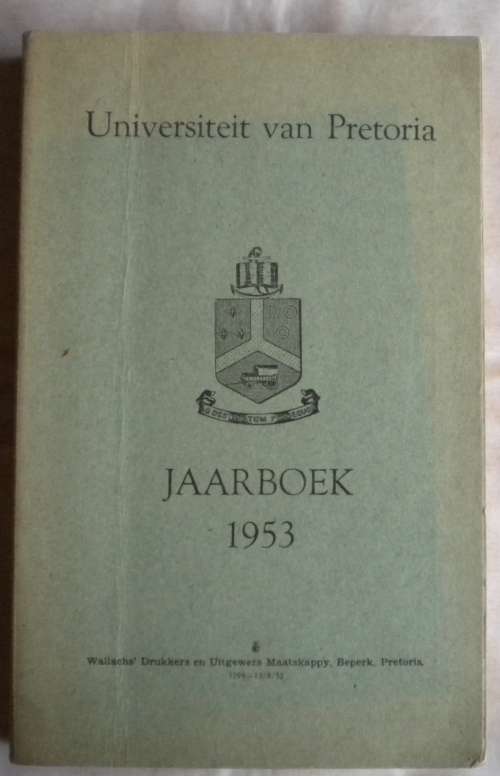 Universiteit van Pretoria
JAARBOEK
1953
Wallachs' Drukkers en Uitgewers Maatskappy, Beperk, Pretoria